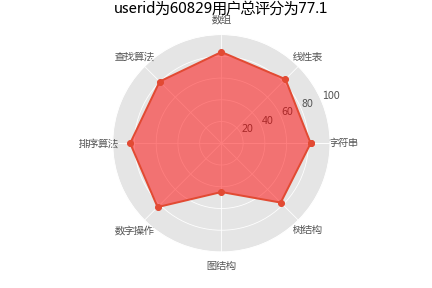 userid为60829用户总评分为77.1
数组
查找算法
线性表
100
80
60
40
20
排序算法
字符串
数字操作
树结构
图结构